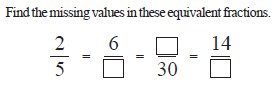 Find the missing values in these equivalent fractions.
2/5 = 6/□ = □/30 = 14/□